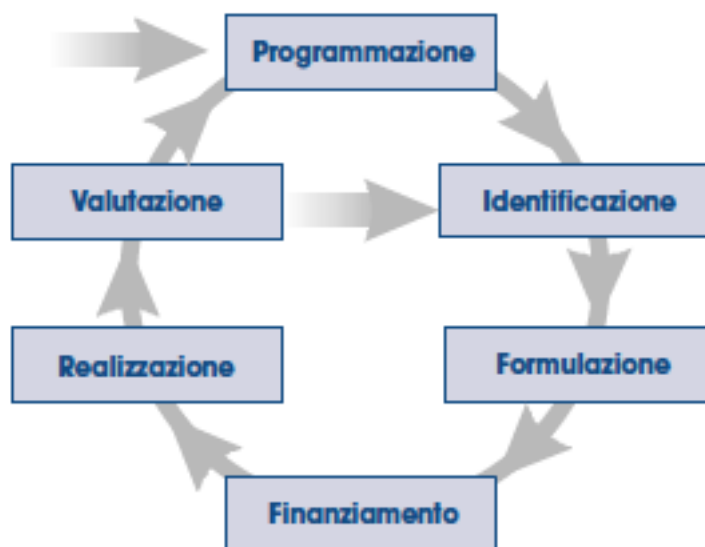 Programmazione
Valutazione
Identificazione
Realizzazione
Formulazione
Finanziamento